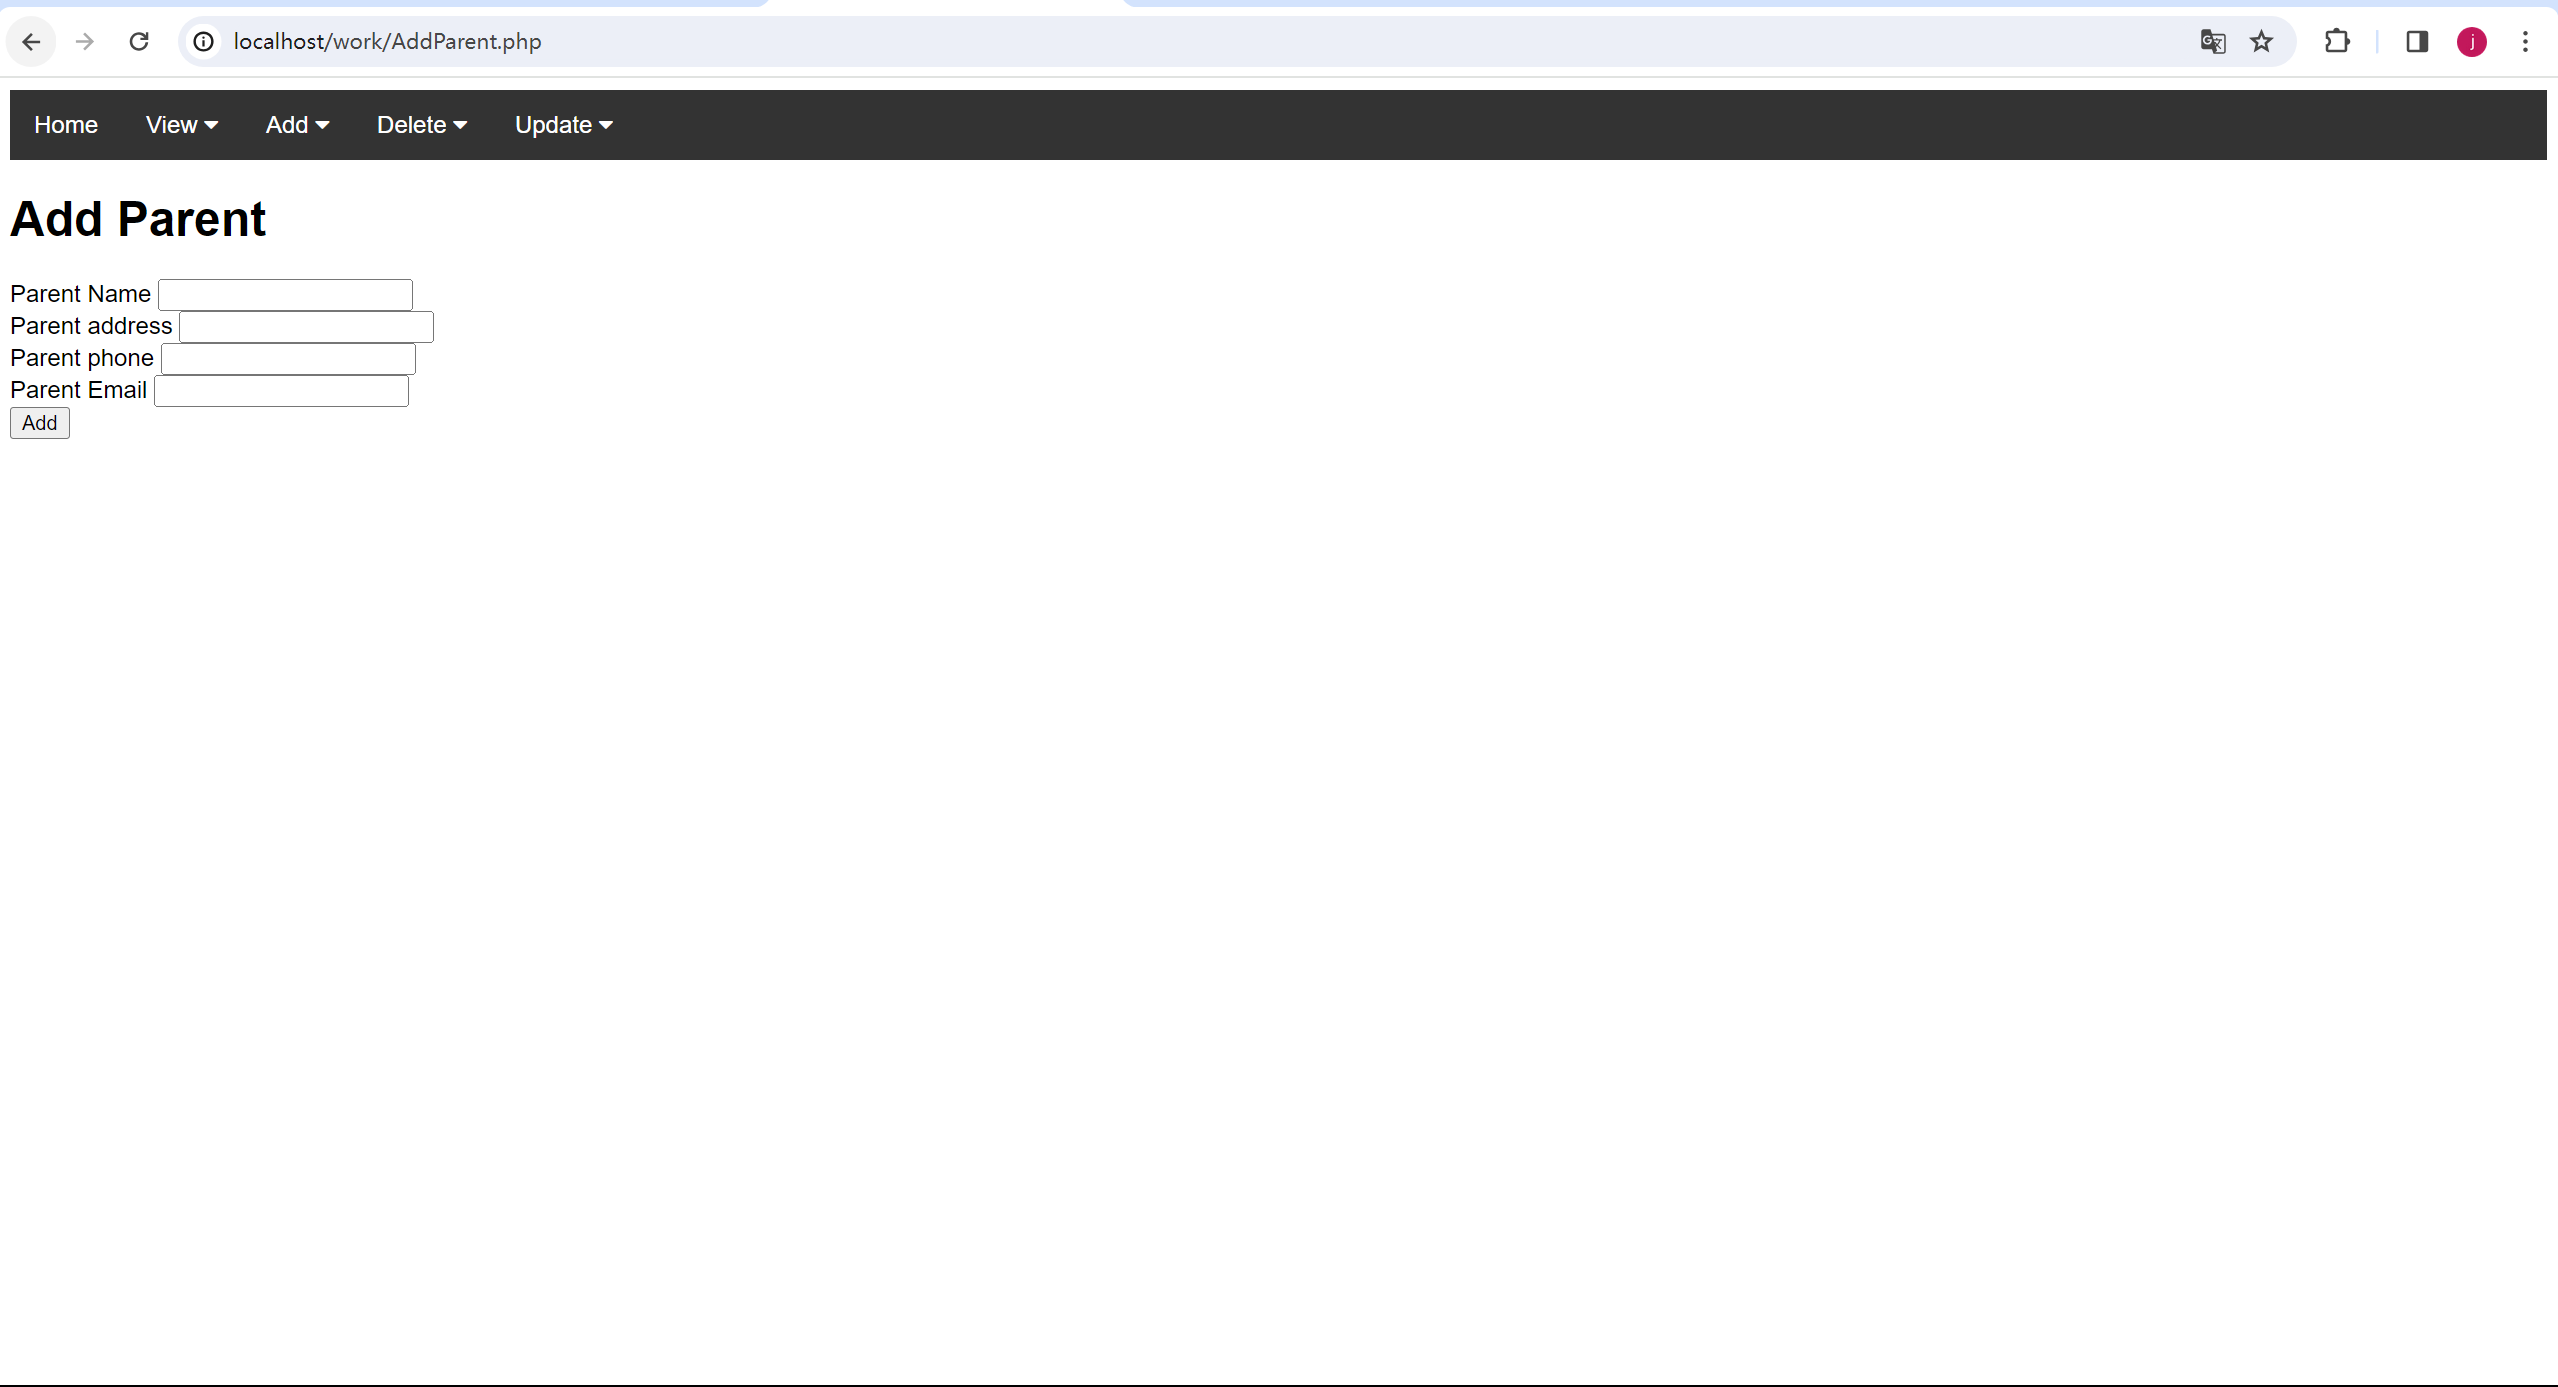 localhost/work/AddParent.php
j
Home View Add Delete Update
Add Parent
Parent Name
Parent address
Parent phone
Parent Email
Add